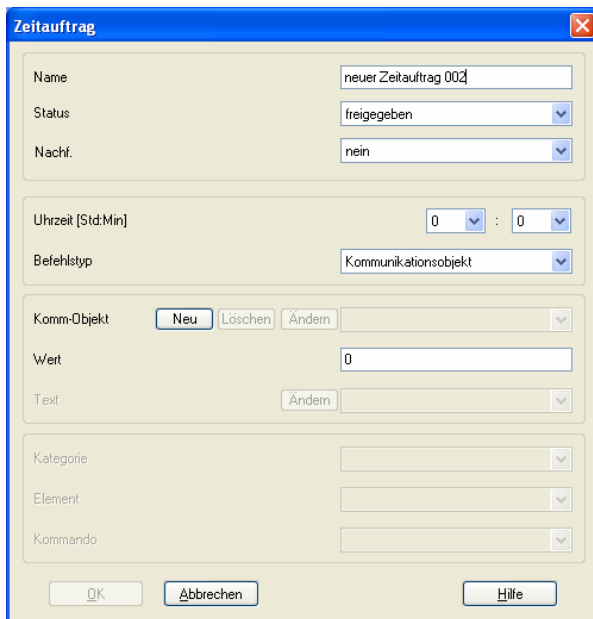 Zeitauftrag
Name neuer Zeitauftrag 002
Status freigegeben
Nachf. nein
Uhrzeit [Std:Min] 0 : 0
Befehlstyp Kommunikationsobjekt
Komm-Objekt Neu Löschen Ändern
Wert 0
Text Ändern
Kategorie
Element
Kommando
OK Abbrechen Hilfe